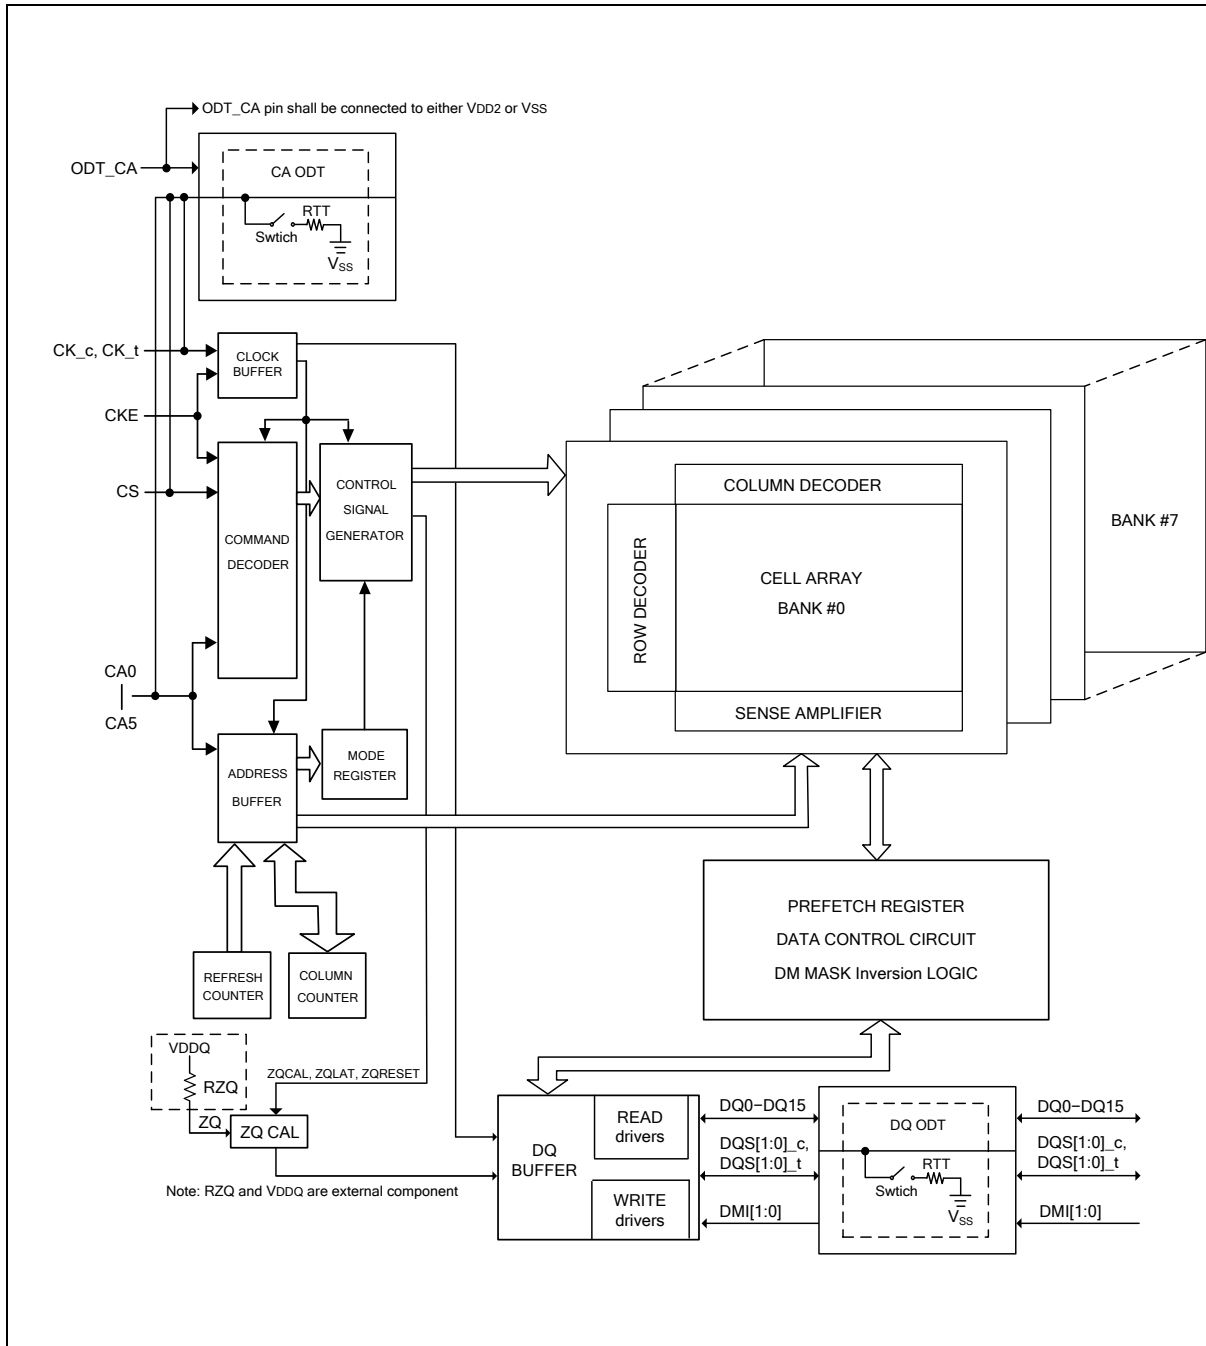 ODT_CA pin shall be connected to either VDD2 or VSS
ODT_CA
CA ODT
RTT
Swtich
VSS
CK_c, CK_t
CLOCK
BUFFER
CKE
CS
COMMAND
DECODER
CONTROL
SIGNAL
GENERATOR
COLUMN DECODER
ROW DECODER
CELL ARRAY
BANK #0
SENSE AMPLIFIER
BANK #7
CA0
CA5
ADDRESS
BUFFER
MODE
REGISTER
PREFETCH REGISTER
DATA CONTROL CIRCUIT
DM MASK Inversion LOGIC
REFRESH
COUNTER
COLUMN
COUNTER
VDDQ
RZQ
ZQ
ZQ CAL
ZQCAL, ZQLAT, ZQRESET
Note: RZQ and VDDQ are external component
DQ
BUFFER
READ
drivers
WRITE
drivers
DQ0−DQ15
DQS[1:0]_c,
DQS[1:0]_t
DMI[1:0]
DQ ODT
RTT
Swtich
VSS
DQ0−DQ15
DQS[1:0]_c,
DQS[1:0]_t
DMI[1:0]